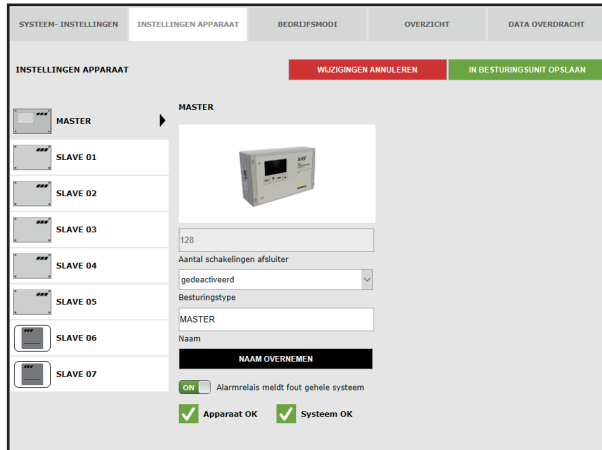 SYSTEEM- INSTELLINGEN
INSTELLINGEN APPARAAT
BEDRIJFSMODI
OVERZICHT
DATA OVERDRACHT
INSTELLINGEN APPARAAT
WIJZIGINGEN ANNULEREN
IN BESTURINGSUNIT OPSLAAN
MASTER
SLAVE 01
SLAVE 02
SLAVE 03
SLAVE 04
SLAVE 05
SLAVE 06
SLAVE 07
MASTER
128
Aantal schakelingen afsluiter
gedeactiveerd
Besturingstype
MASTER
Naam
NAAM OVERNEMEN
ON
Alarmrelais meldt fout gehele systeem
Apparaat OK
Systeem OK